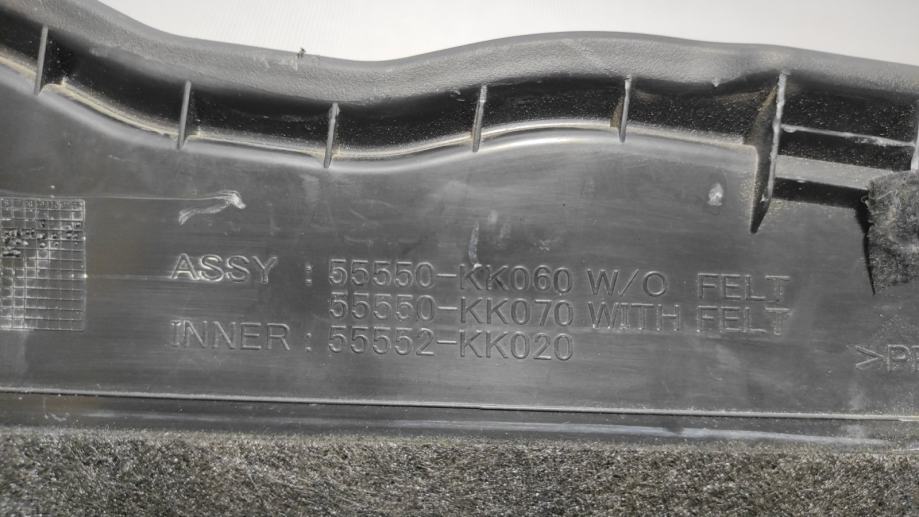 ASSY : 55550-KK060 W/O FELT
55550-KK070 WITH FELT
INNER : 55552-KK020